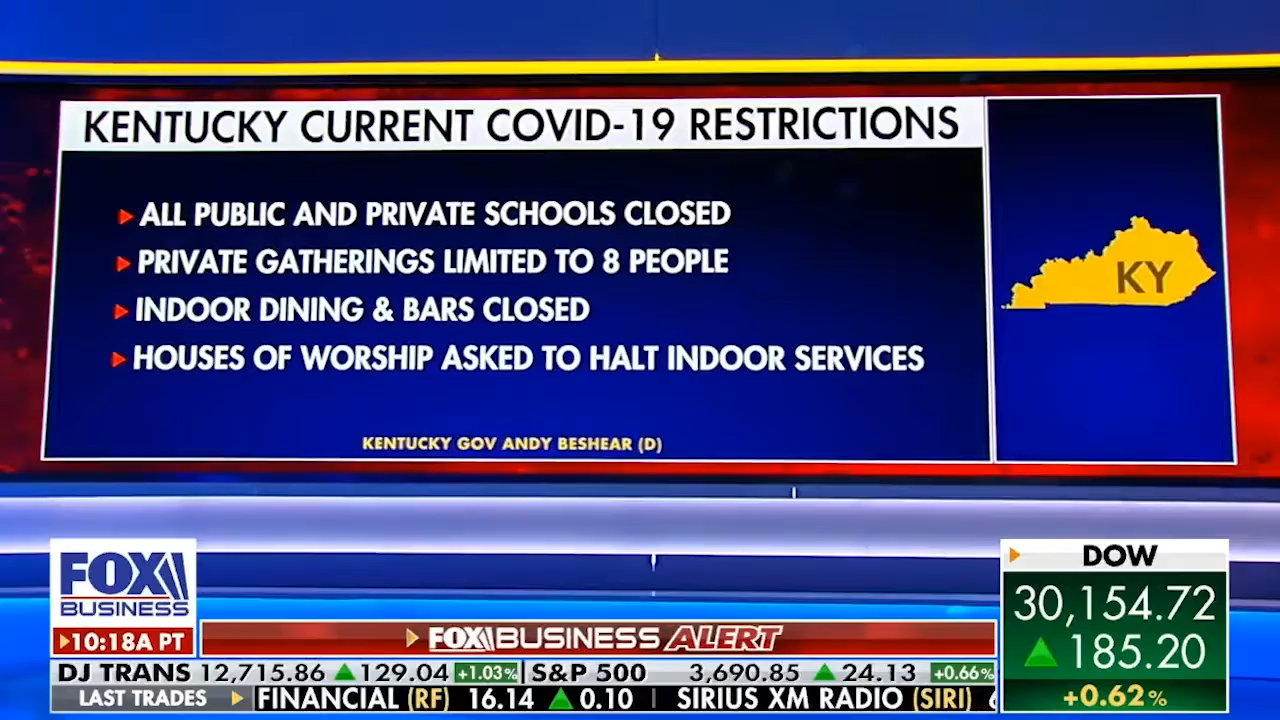 KENTUCKY CURRENT COVID-19 RESTRICTIONS
ALL PUBLIC AND PRIVATE SCHOOLS CLOSED
PRIVATE GATHERINGS LIMITED TO 8 PEOPLE
INDOOR DINING & BARS CLOSED
HOUSES OF WORSHIP ASKED TO HALT INDOOR SERVICES
KENTUCKY GOV ANDY BESHEAR (D)
KY
FOX BUSINESS
10:18A PT
FOX BUSINESS ALERT
DOW
30,154.72
185.20
+0.62%
DJ TRANS 12,715.86 129.04 +1.03% S&P 500 3,690.85 24.13 +0.66%
LAST TRADES FINANCIAL (RF) 16.14 0.10 SIRIUS XM RADIO (SIRI)